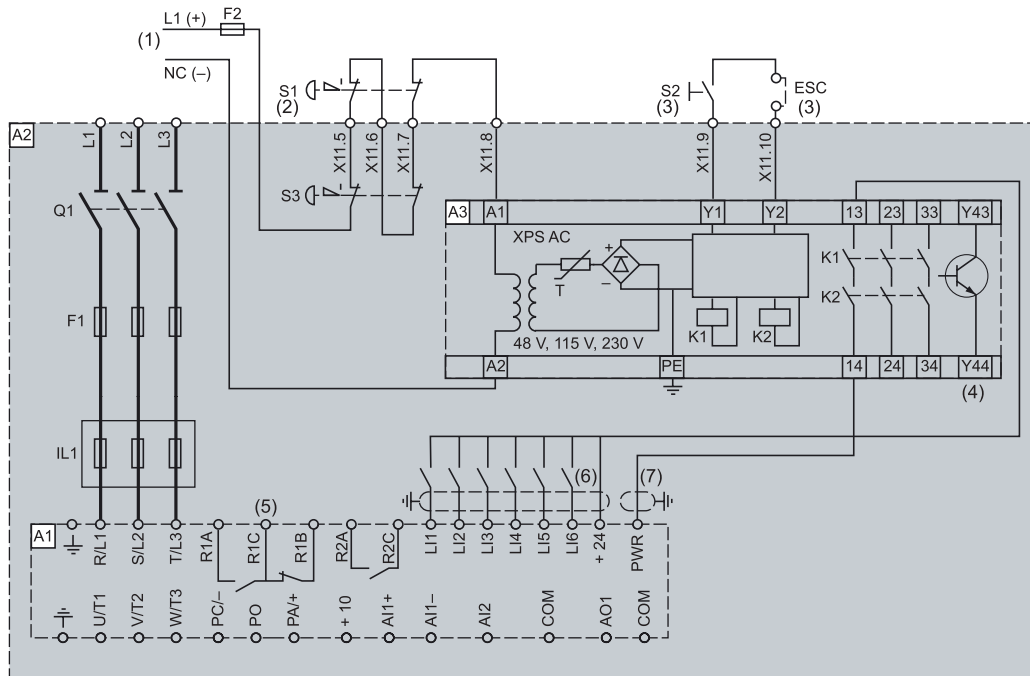 L1 (+)
F2
(1)
NC (–)
S1
(2)
S2
(3)
ESC
(3)
A2
L1
L2
L3
X11.5
X11.6
X11.7
X11.8
X11.9
X11.10
Q1
S3
A3
A1
Y1
Y2
13
23
33
Y43
XPS AC
+
–
T
K1
K2
K1
K2
48 V, 115 V, 230 V
F1
A2
PE
14
24
34
Y44
(4)
IL1
(6)
(7)
(5)
A1
R/L1
S/L2
T/L3
R1A
R1C
R1B
R2A
R2C
LI1
LI2
LI3
LI4
LI5
LI6
+ 24
PWR
U/T1
V/T2
W/T3
PC/–
PO
PA/+
+ 10
AI1+
AI1–
AI2
COM
AO1
COM